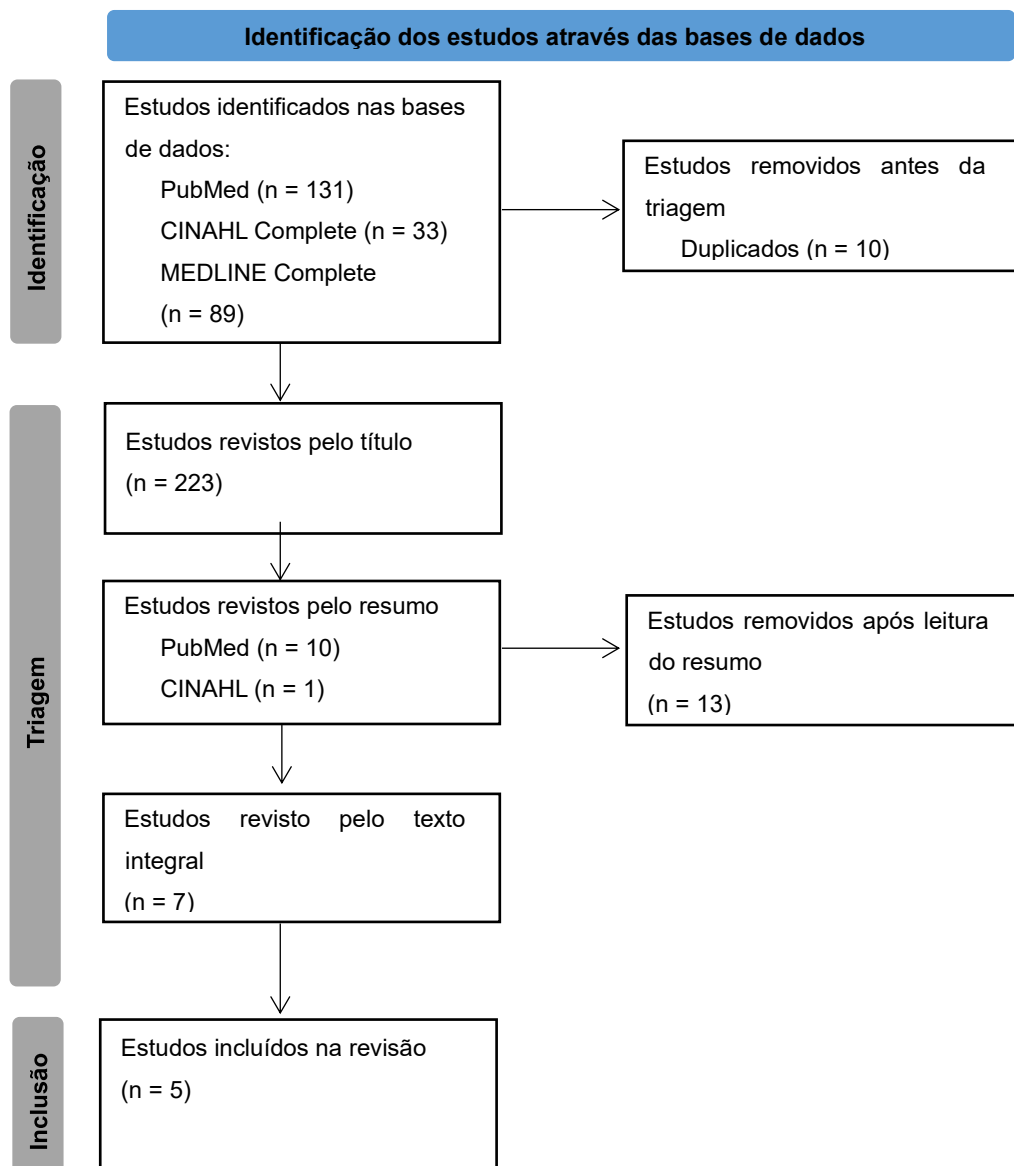 Identificação dos estudos através das bases de dados
Identificação
Estudos identificados nas bases
de dados:
PubMed (n = 131)
CINAHL Complete (n = 33)
MEDLINE Complete
(n = 89)
Estudos removidos antes da
triagem
Duplicados (n = 10)
Triagem
Estudos revistos pelo título
(n = 223)
Estudos revistos pelo resumo
PubMed (n = 10)
CINAHL (n = 1)
Estudos removidos após leitura
do resumo
(n = 13)
Estudos revisto pelo texto
integral
(n = 7)
Inclusão
Estudos incluídos na revisão
(n = 5)